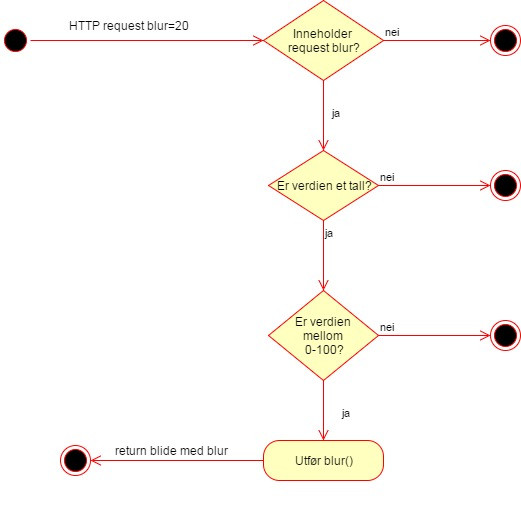 HTTP request blur=20
Inneholder
request blur?
nei
ja
Er verdien et tall?
nei
ja
Er verdien
mellom
0-100?
nei
ja
return blide med blur
Utfør blur()